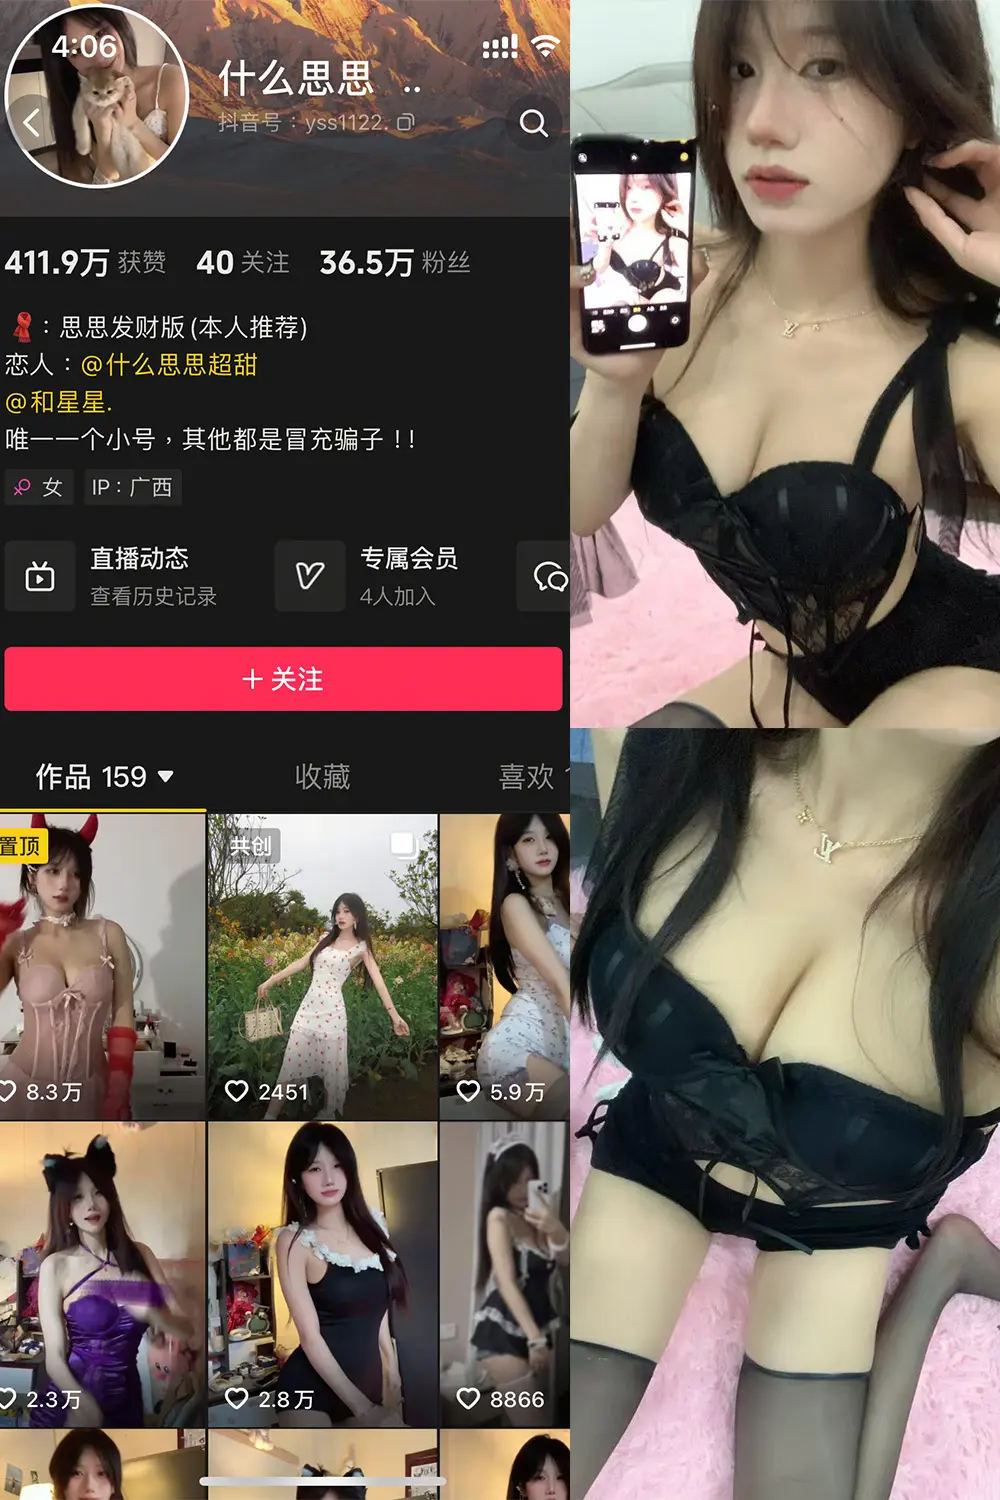 4:06
什么思思 ..
抖音号：yss1122.
411.9万 获赞 40 关注 36.5万 粉丝
：思思发财版 (本人推荐)
恋人：@什么思思超甜
@和星星.
唯一一个小号，其他都是冒充骗子 ! !
女 IP：广西
直播动态 专属会员
查看历史记录 4人加入
+ 关注
作品 159 收藏 喜欢
置顶 共创
8.3万 2451 5.9万
2.3万 2.8万 8866